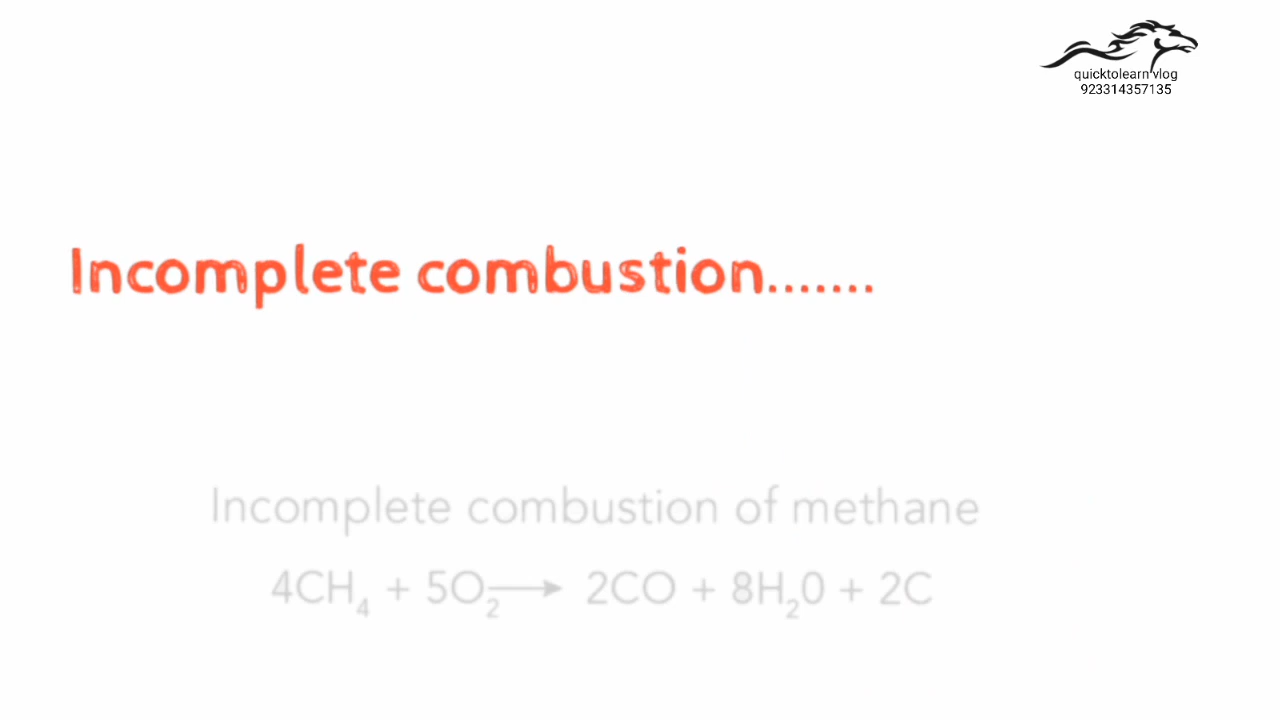 quicktolearn vlog
923314357135
Incomplete combustion.......
Incomplete combustion of methane
4CH₄ + 5O₂⟶ 2CO + 8H₂0 + 2C